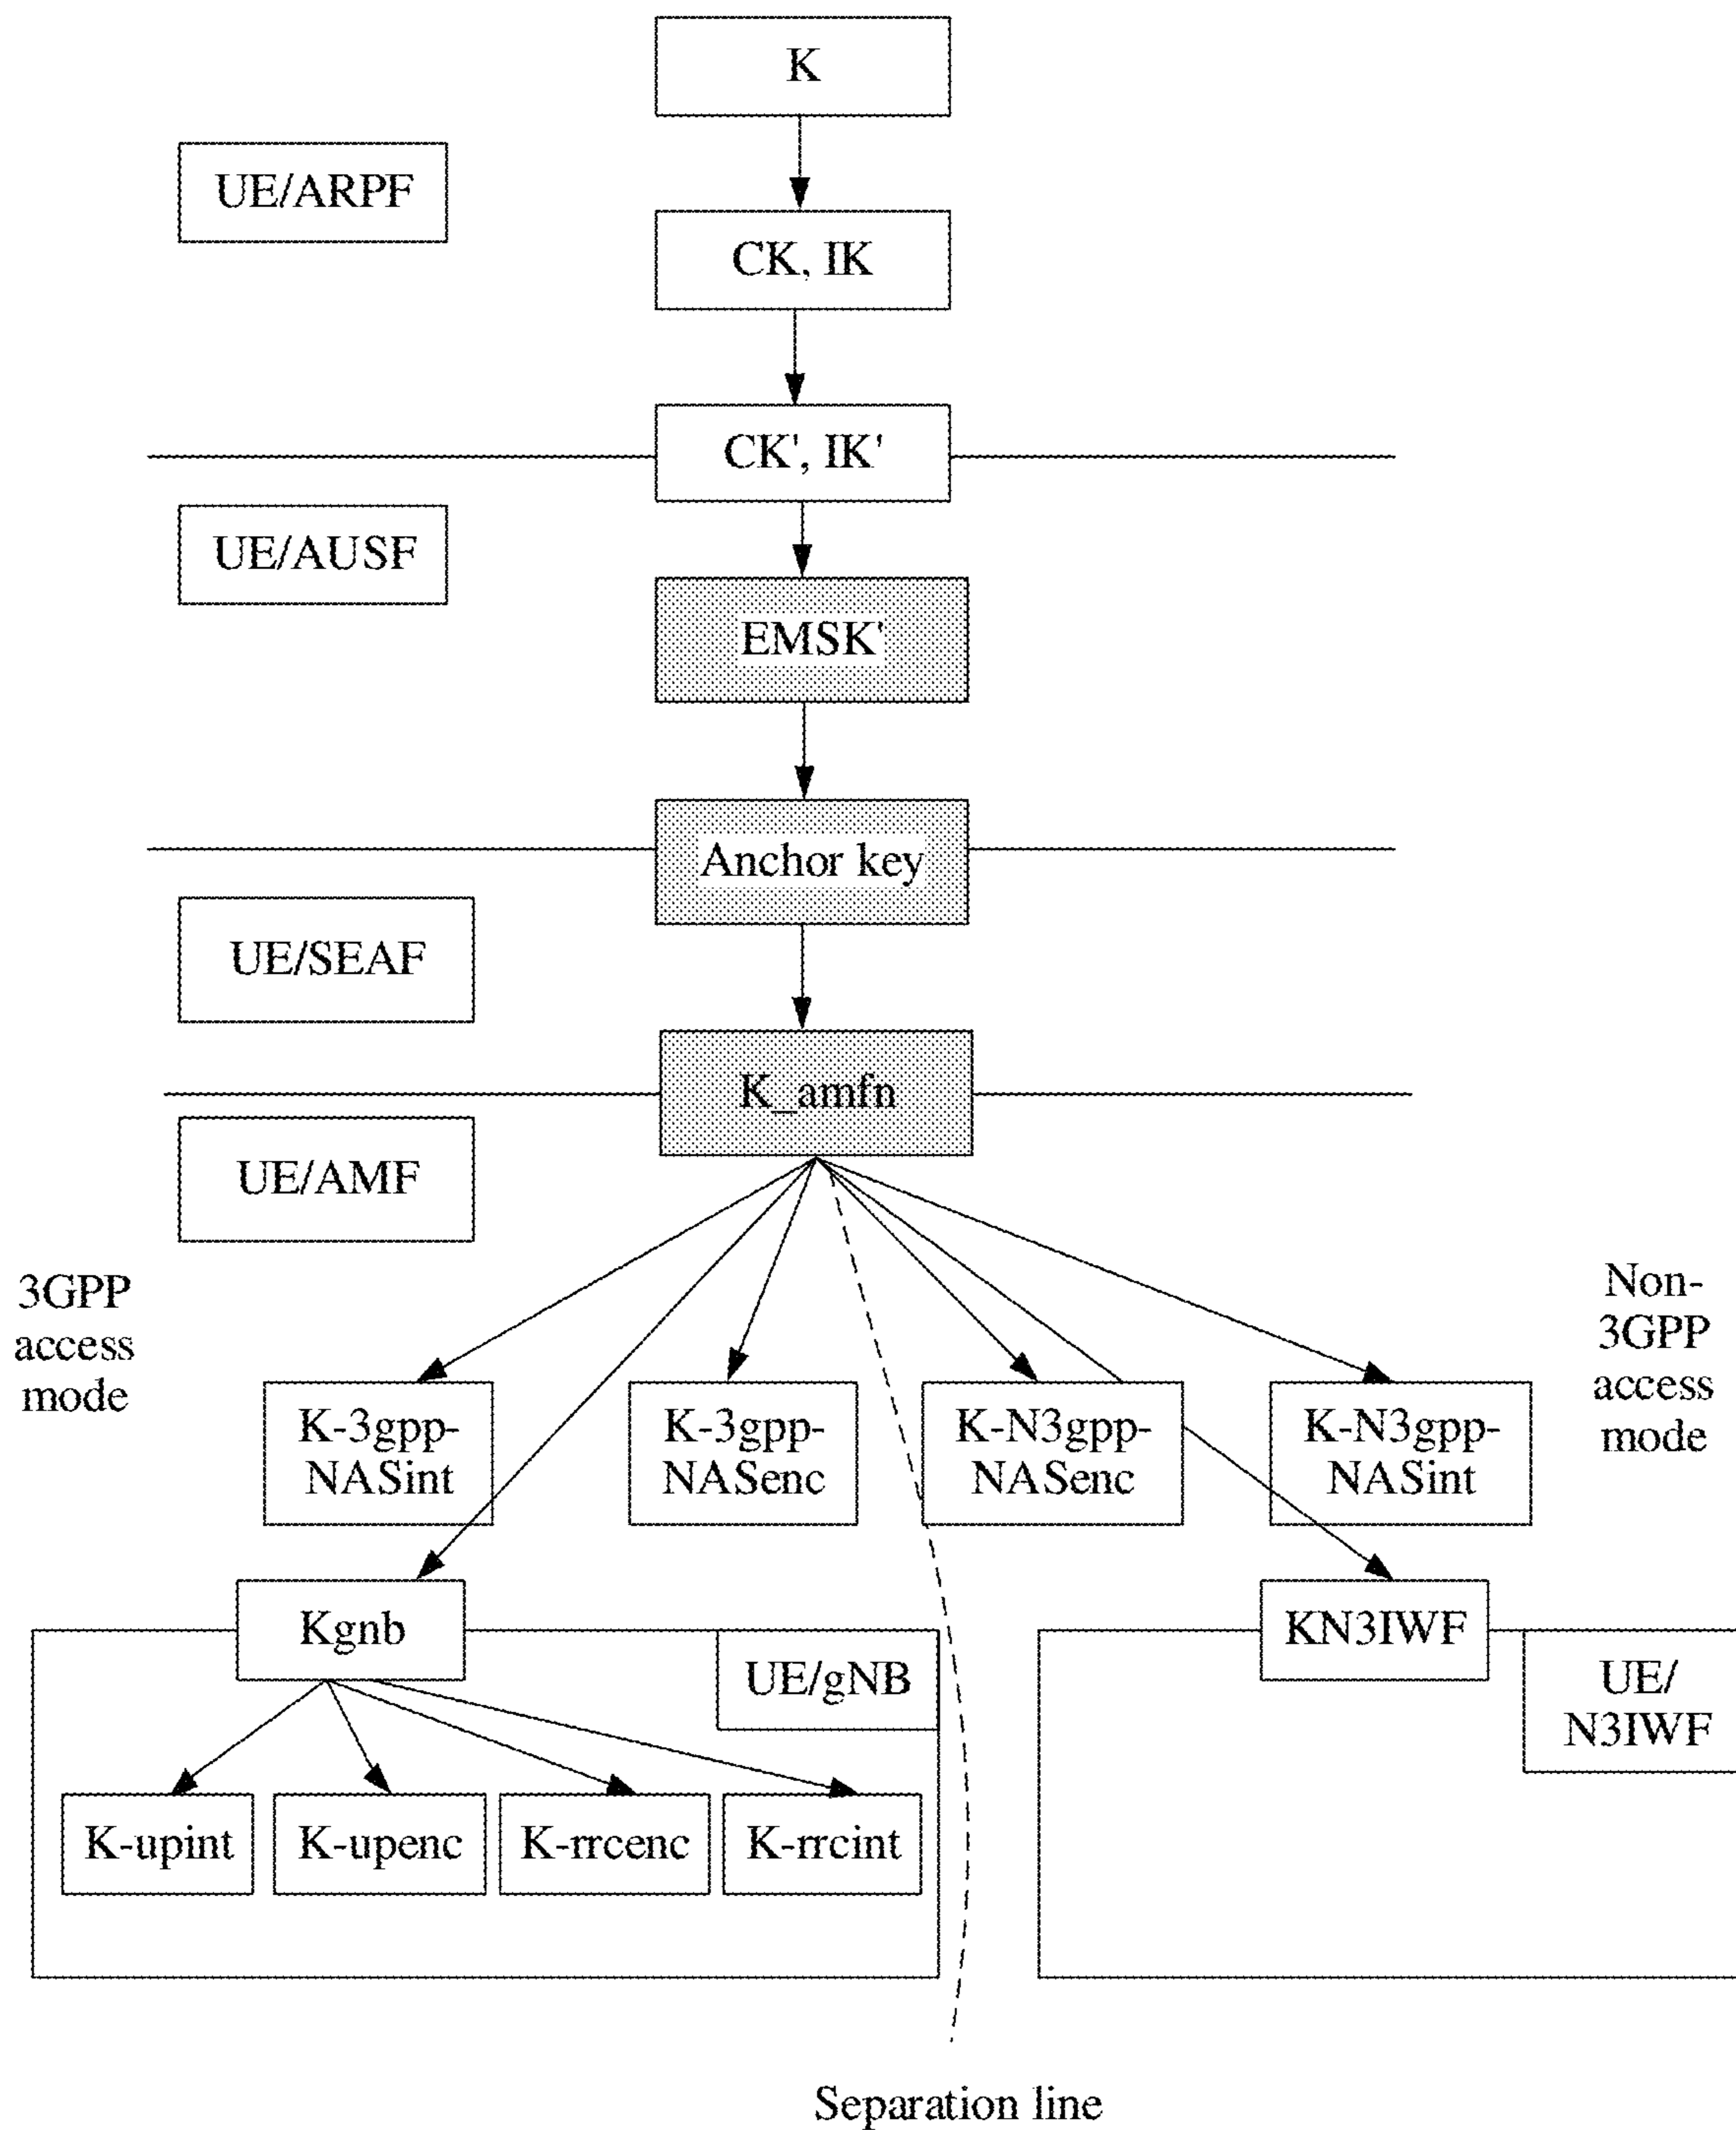 K
UE/ARPF
CK, IK
CK', IK'
UE/AUSF
EMSK'
Anchor key
UE/SEAF
K_amfn
UE/AMF
3GPP
access
mode
Non-
3GPP
access
mode
K-3gpp-
NASint
K-3gpp-
NASenc
K-N3gpp-
NASenc
K-N3gpp-
NASint
Kgnb
UE/gNB
KN3IWF
UE/
N3IWF
K-upint
K-upenc
K-rrcenc
K-rrcint
Separation line